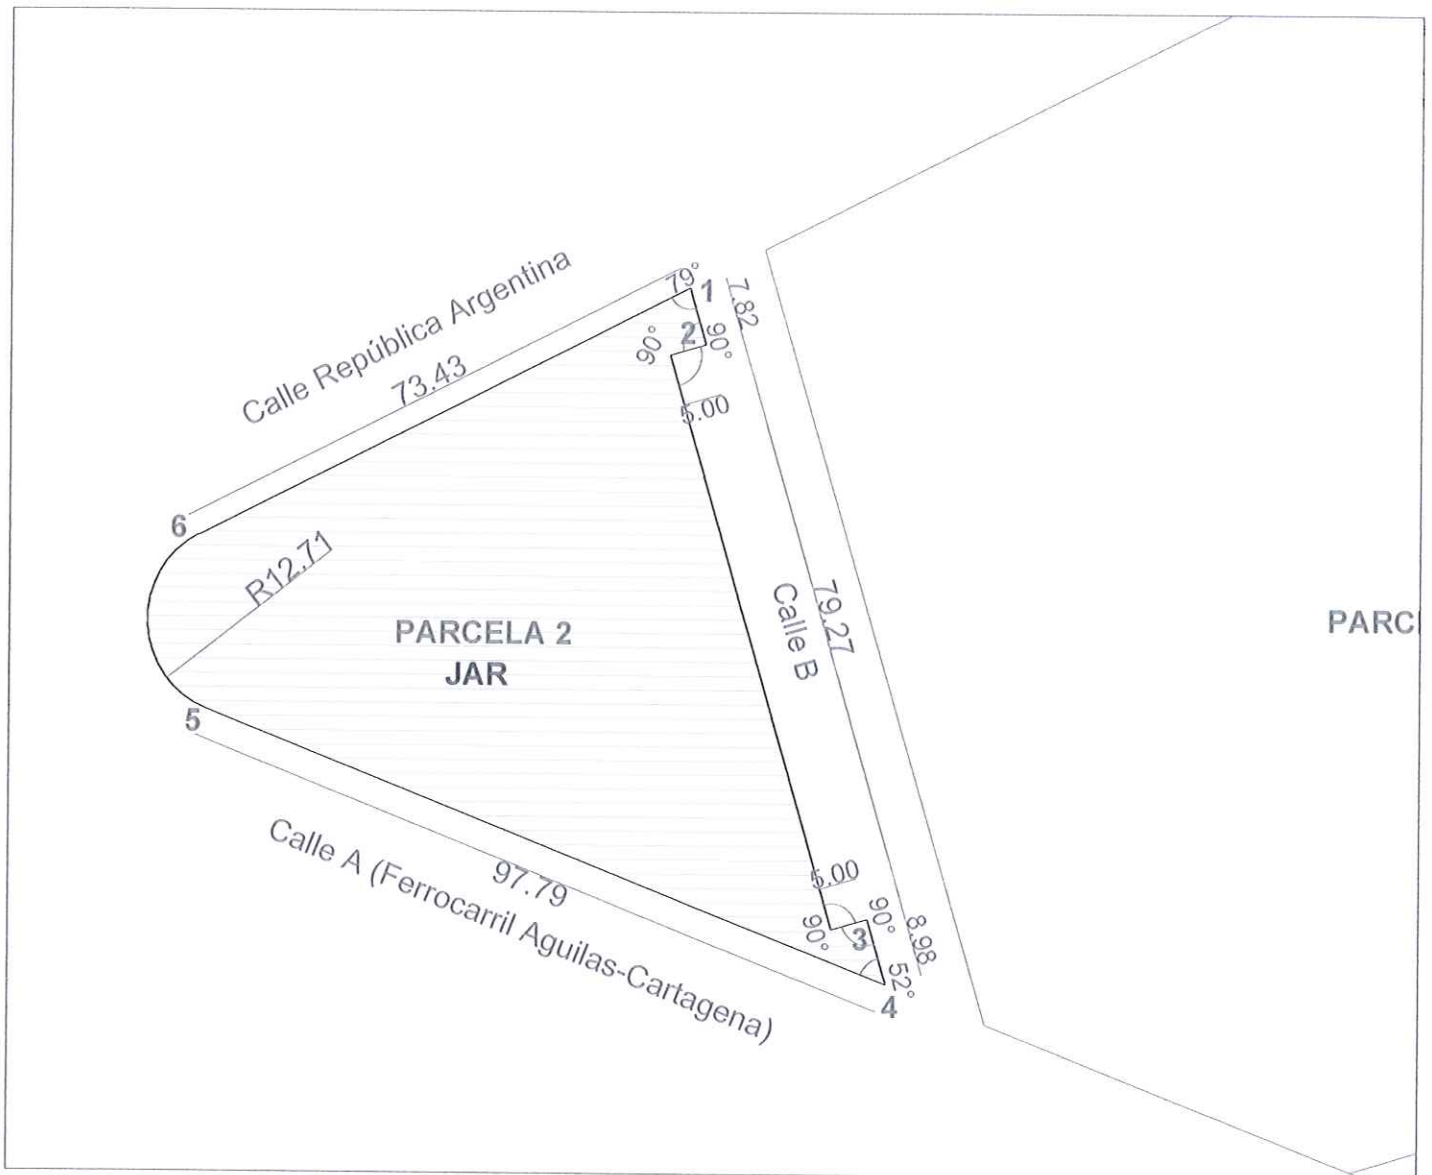 79°
1
7.82
Calle República Argentina
2
90°
90°
73.43
5.00
6
R12.71
PARCELA 2
JAR
Calle B
79.27
PARC
5
Calle A (Ferrocarril Aguilas-Cartagena)
97.79
5.00
90°
90°
3
8.98
52°
4